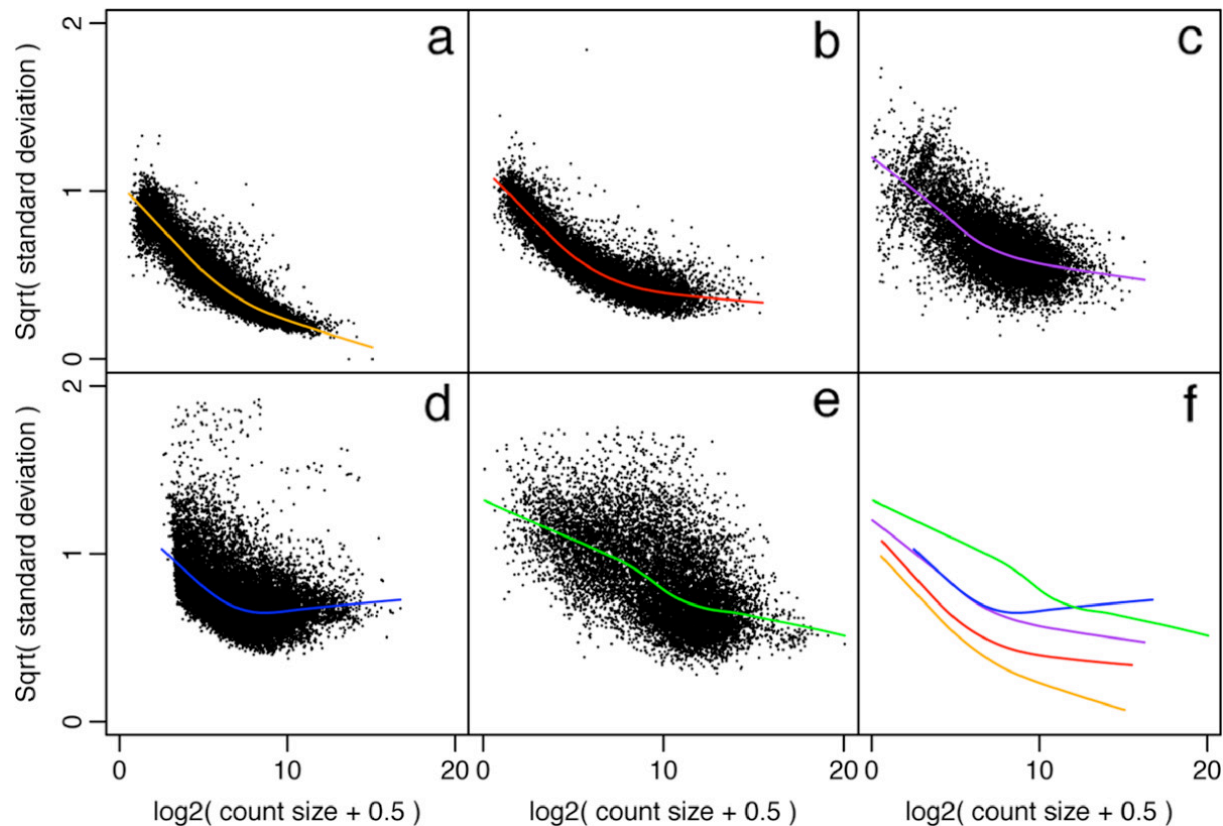 2
a
b
c
1
0
Sqrt( standard deviation )
2
d
e
f
1
0
Sqrt( standard deviation )
0 10 20 0 10 20 0 10 20
log2( count size + 0.5 ) log2( count size + 0.5 ) log2( count size + 0.5 )